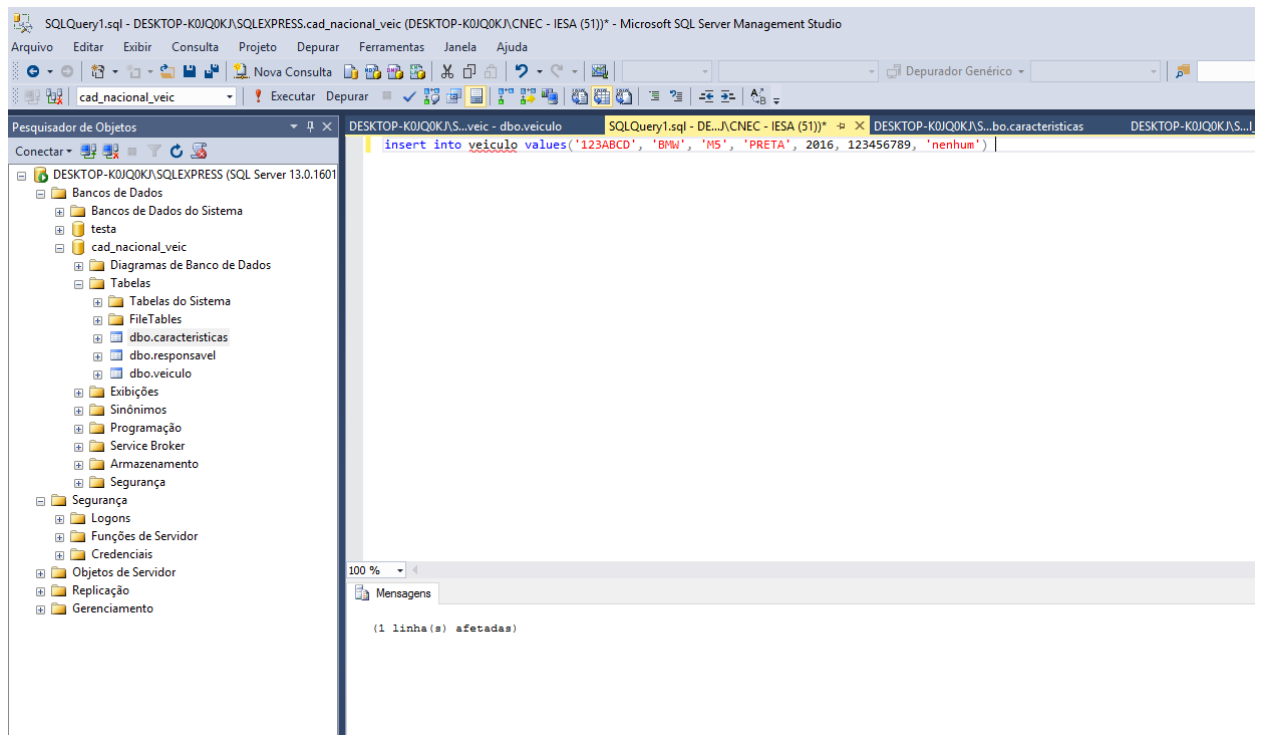 SQLQuery1.sql - DESKTOP-K0JQ0KJ\SQLEXPRESS.cad_nacional_veic (DESKTOP-K0JQ0KJ\CNEC - IESA (51))* - Microsoft SQL Server Management Studio
Arquivo Editar Exibir Consulta Projeto Depurar Ferramentas Janela Ajuda
Nova Consulta Depurador Genérico
cad_nacional_veic Executar Depurar
Pesquisador de Objetos
DESKTOP-K0JQ0KJ\S...veic - dbo.veiculo SQLQuery1.sql - DE...J\CNEC - IESA (51))* DESKTOP-K0JQ0KJ\S...bo.caracteristicas DESKTOP-K0JQ0KJ\S...
Conectar
insert into veiculo values('123ABCD', 'BMW', 'M5', 'PRETA', 2016, 123456789, 'nenhum')
DESKTOP-K0JQ0KJ\SQLEXPRESS (SQL Server 13.0.1601
Bancos de Dados
Bancos de Dados do Sistema
testa
cad_nacional_veic
Diagramas de Banco de Dados
Tabelas
Tabelas do Sistema
FileTables
dbo.caracteristicas
dbo.responsavel
dbo.veiculo
Exibições
Sinônimos
Programação
Service Broker
Armazenamento
Segurança
Segurança
Logons
Funções de Servidor
Credenciais
Objetos de Servidor
Replicação
Gerenciamento
100 %
Mensagens
(1 linha(s) afetadas)